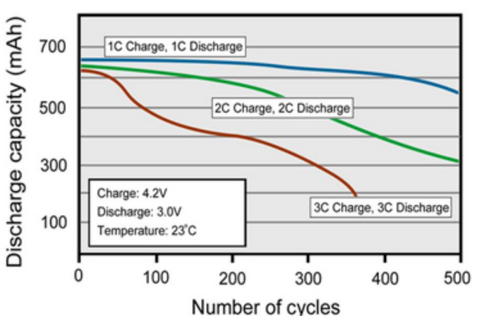 Discharge capacity (mAh)
700
500
300
100
1C Charge, 1C Discharge
2C Charge, 2C Discharge
3C Charge, 3C Discharge
Charge: 4.2V
Discharge: 3.0V
Temperature: 23°C
0 100 200 300 400 500
Number of cycles